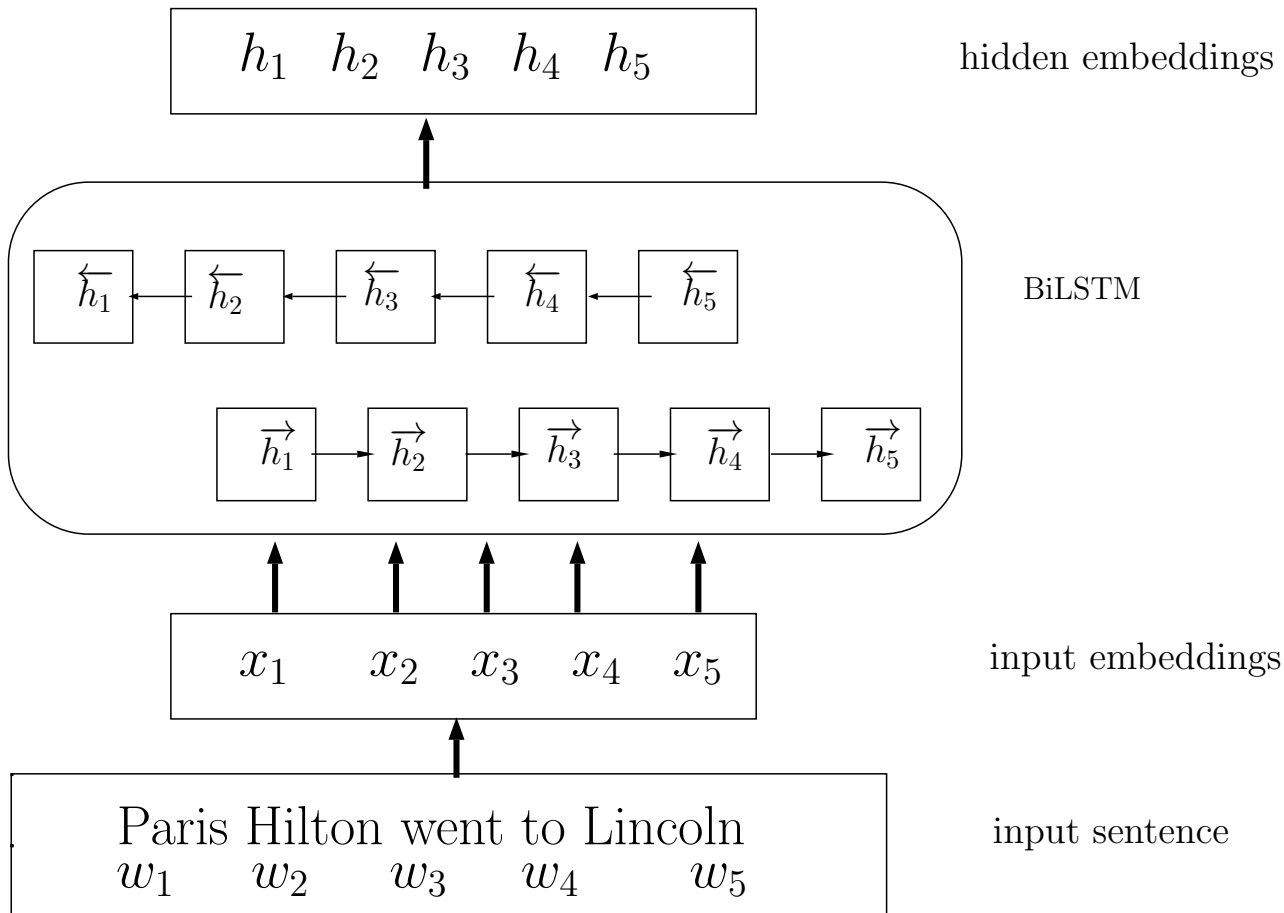 h₁ h₂ h₃ h₄ h₅ hidden embeddings
←h₁ ←h₂ ←h₃ ←h₄ ←h₅ BiLSTM
→h₁ →h₂ →h₃ →h₄ →h₅
x₁ x₂ x₃ x₄ x₅ input embeddings
Paris Hilton went to Lincoln input sentence
w₁ w₂ w₃ w₄ w₅